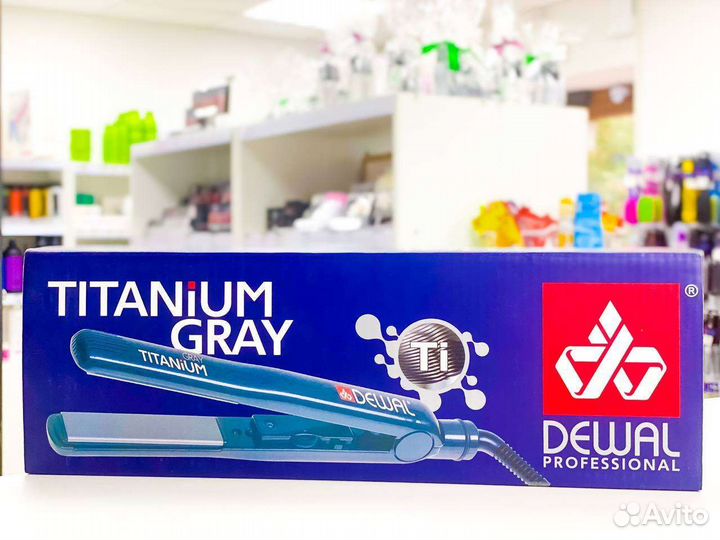 TITANiUM
GRAY
Ti
®
GRAY
TITANiUM
DEWAL
DEWAL
PROFESSIONAL
Avito